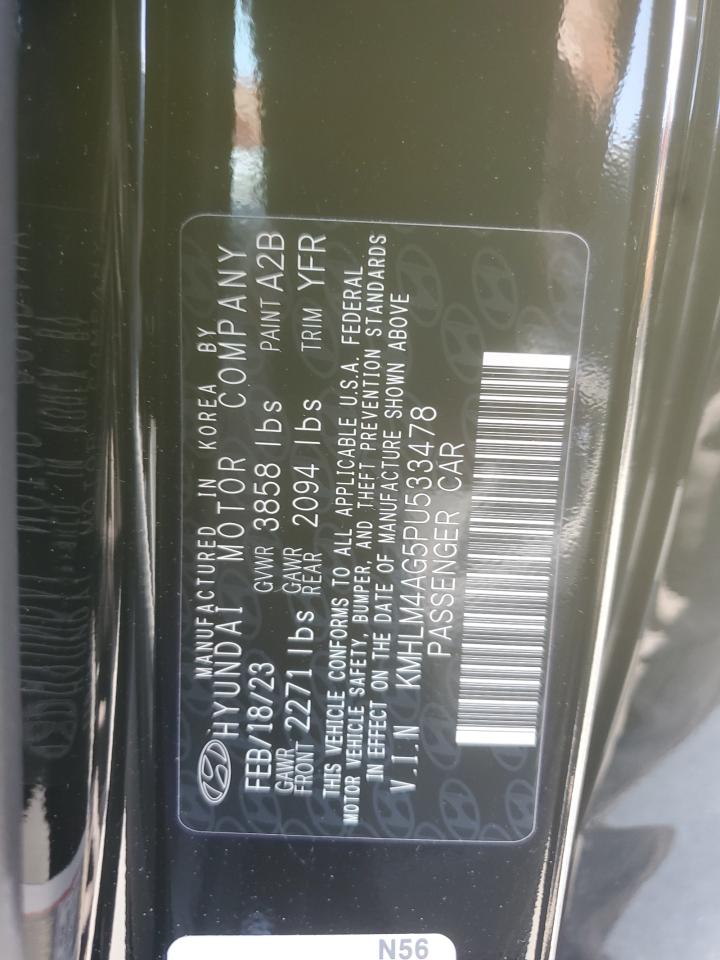 MANUFACTURED IN KOREA BY
HYUNDAI MOTOR COMPANY
FEB/18/23 GVWR 3858 lbs PAINT A2B
GAWR FRONT 2271 lbs GAWR REAR 2094 lbs TRIM YFR
THIS VEHICLE CONFORMS TO ALL APPLICABLE U.S.A. FEDERAL
MOTOR VEHICLE SAFETY, BUMPER, AND THEFT PREVENTION STANDARDS
IN EFFECT ON THE DATE OF MANUFACTURE SHOWN ABOVE
V.I.N KMHLM4AG5PU533478
PASSENGER CAR
N56